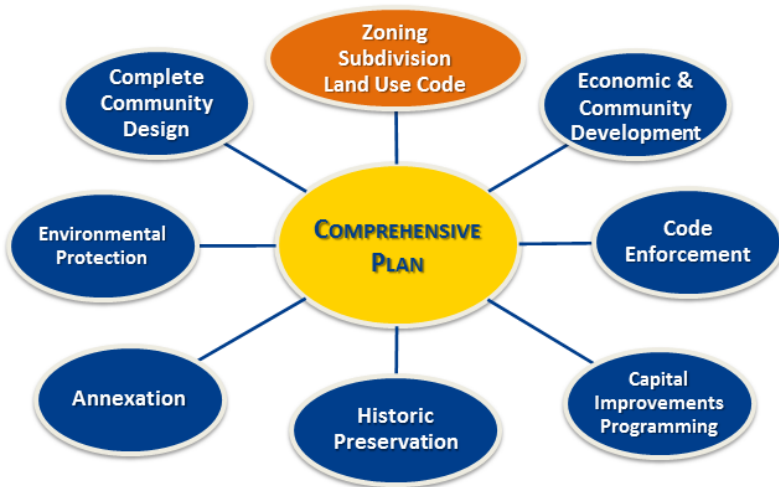 Zoning
Subdivision
Land Use Code
Complete
Community
Design
Economic &
Community
Development
Environmental
Protection
COMPREHENSIVE
PLAN
Code
Enforcement
Annexation
Historic
Preservation
Capital
Improvements
Programming